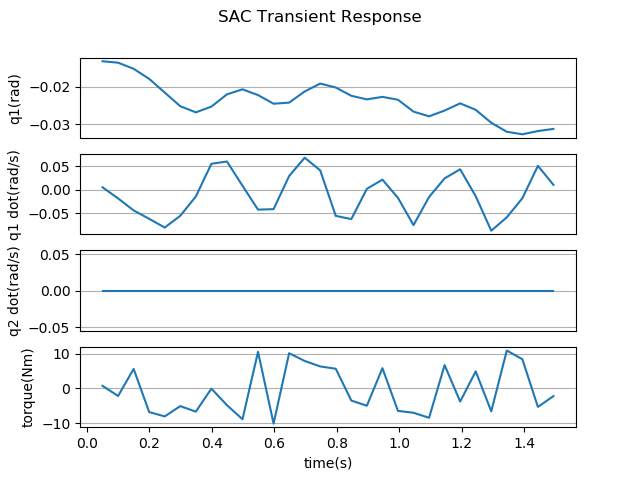 SAC Transient Response
q1(rad)
−0.02
−0.03
q1 dot(rad/s)
0.05
0.00
−0.05
q2 dot(rad/s)
0.05
0.00
−0.05
torque(Nm)
10
0
−10
0.0 0.2 0.4 0.6 0.8 1.0 1.2 1.4
time(s)